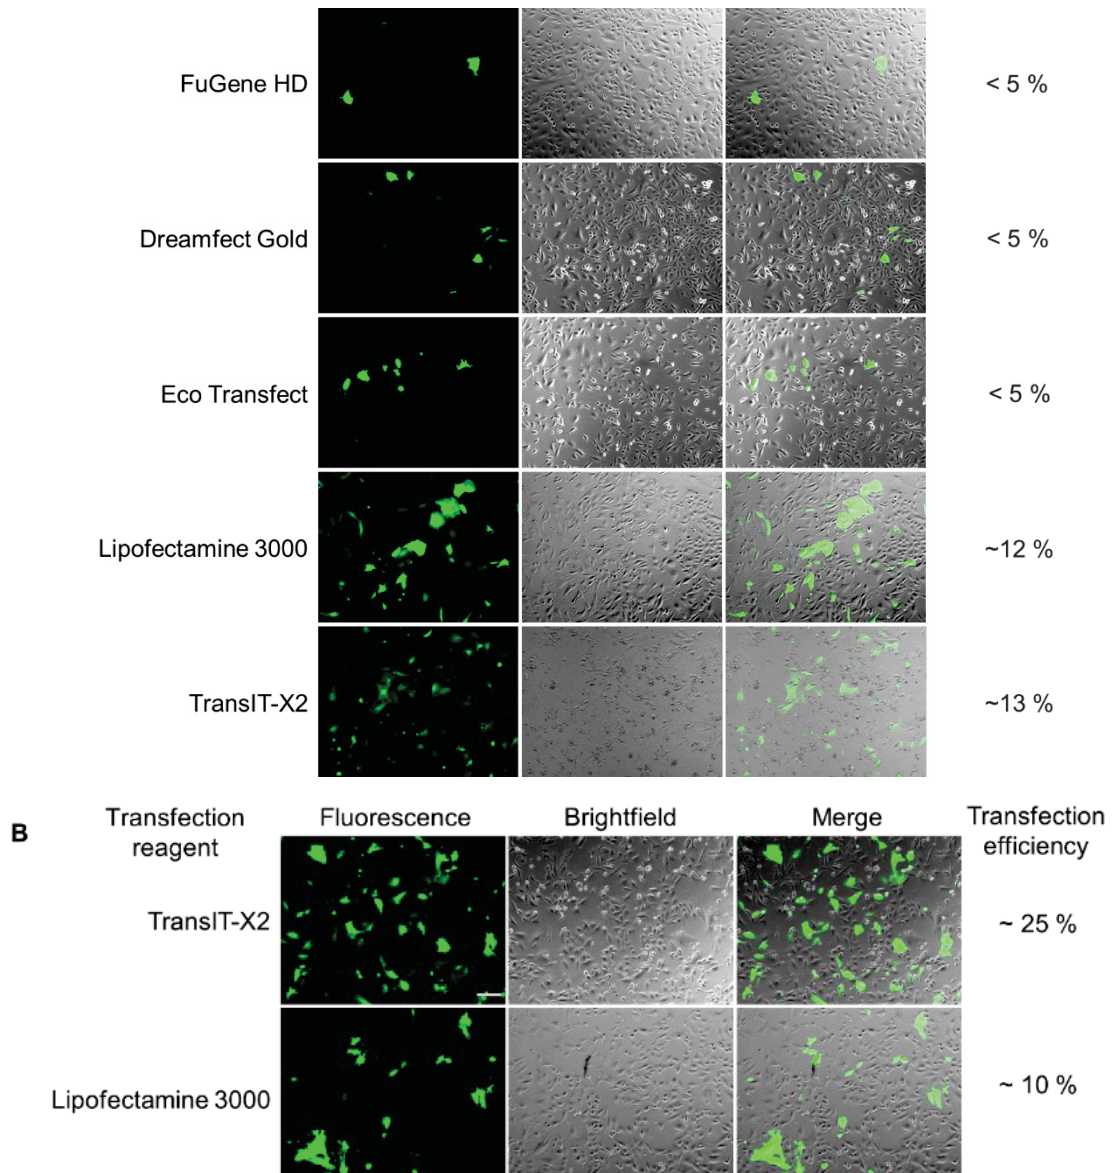 FuGene HD
< 5 %
Dreamfect Gold
< 5 %
Eco Transfect
< 5 %
Lipofectamine 3000
~12 %
TransIT-X2
~13 %
B
Transfection
reagent
Fluorescence
Brightfield
Merge
Transfection
efficiency
TransIT-X2
~ 25 %
Lipofectamine 3000
~ 10 %